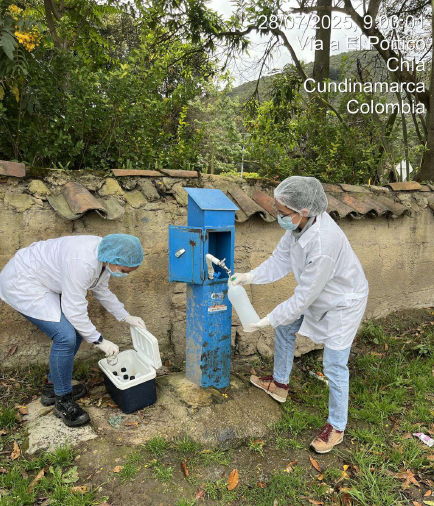 28/07/2025, 9:00:01
Vía a El Pórtico
Chía
Cundinamarca
Colombia